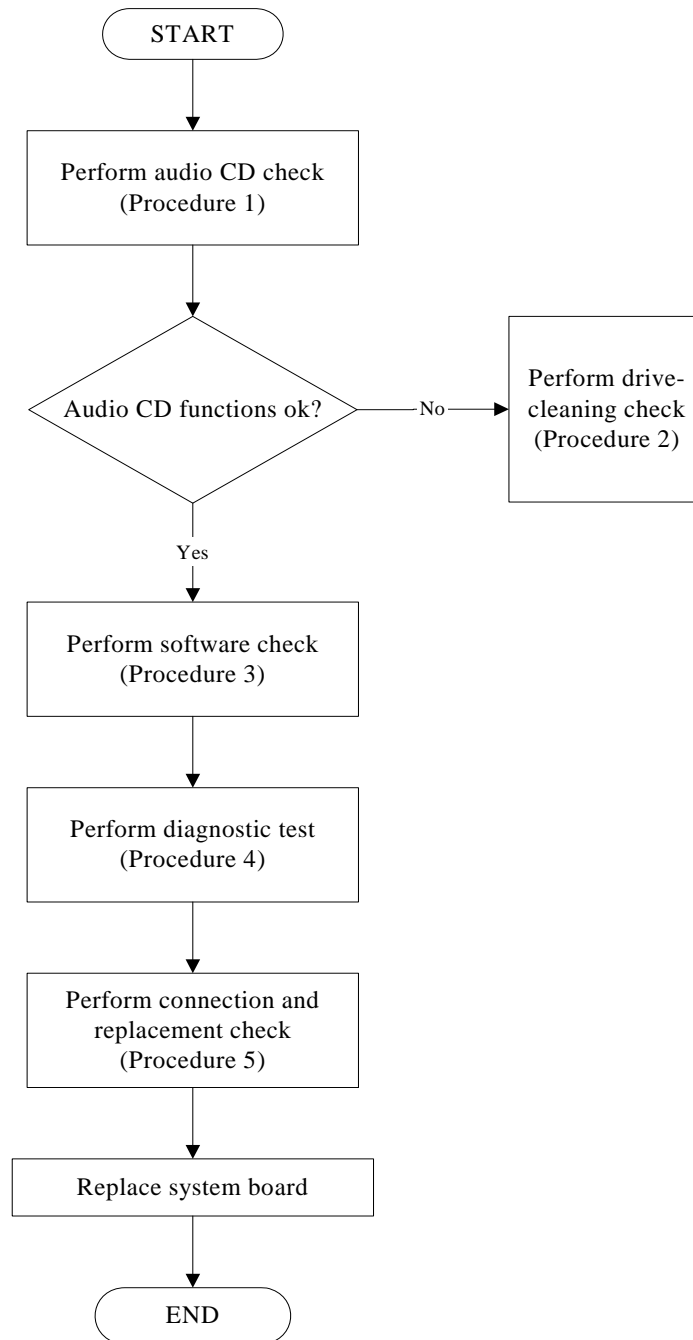 START
Perform audio CD check
(Procedure 1)
Audio CD functions ok?
No
Perform drive-
cleaning check
(Procedure 2)
Yes
Perform software check
(Procedure 3)
Perform diagnostic test
(Procedure 4)
Perform connection and
replacement check
(Procedure 5)
Replace system board
END